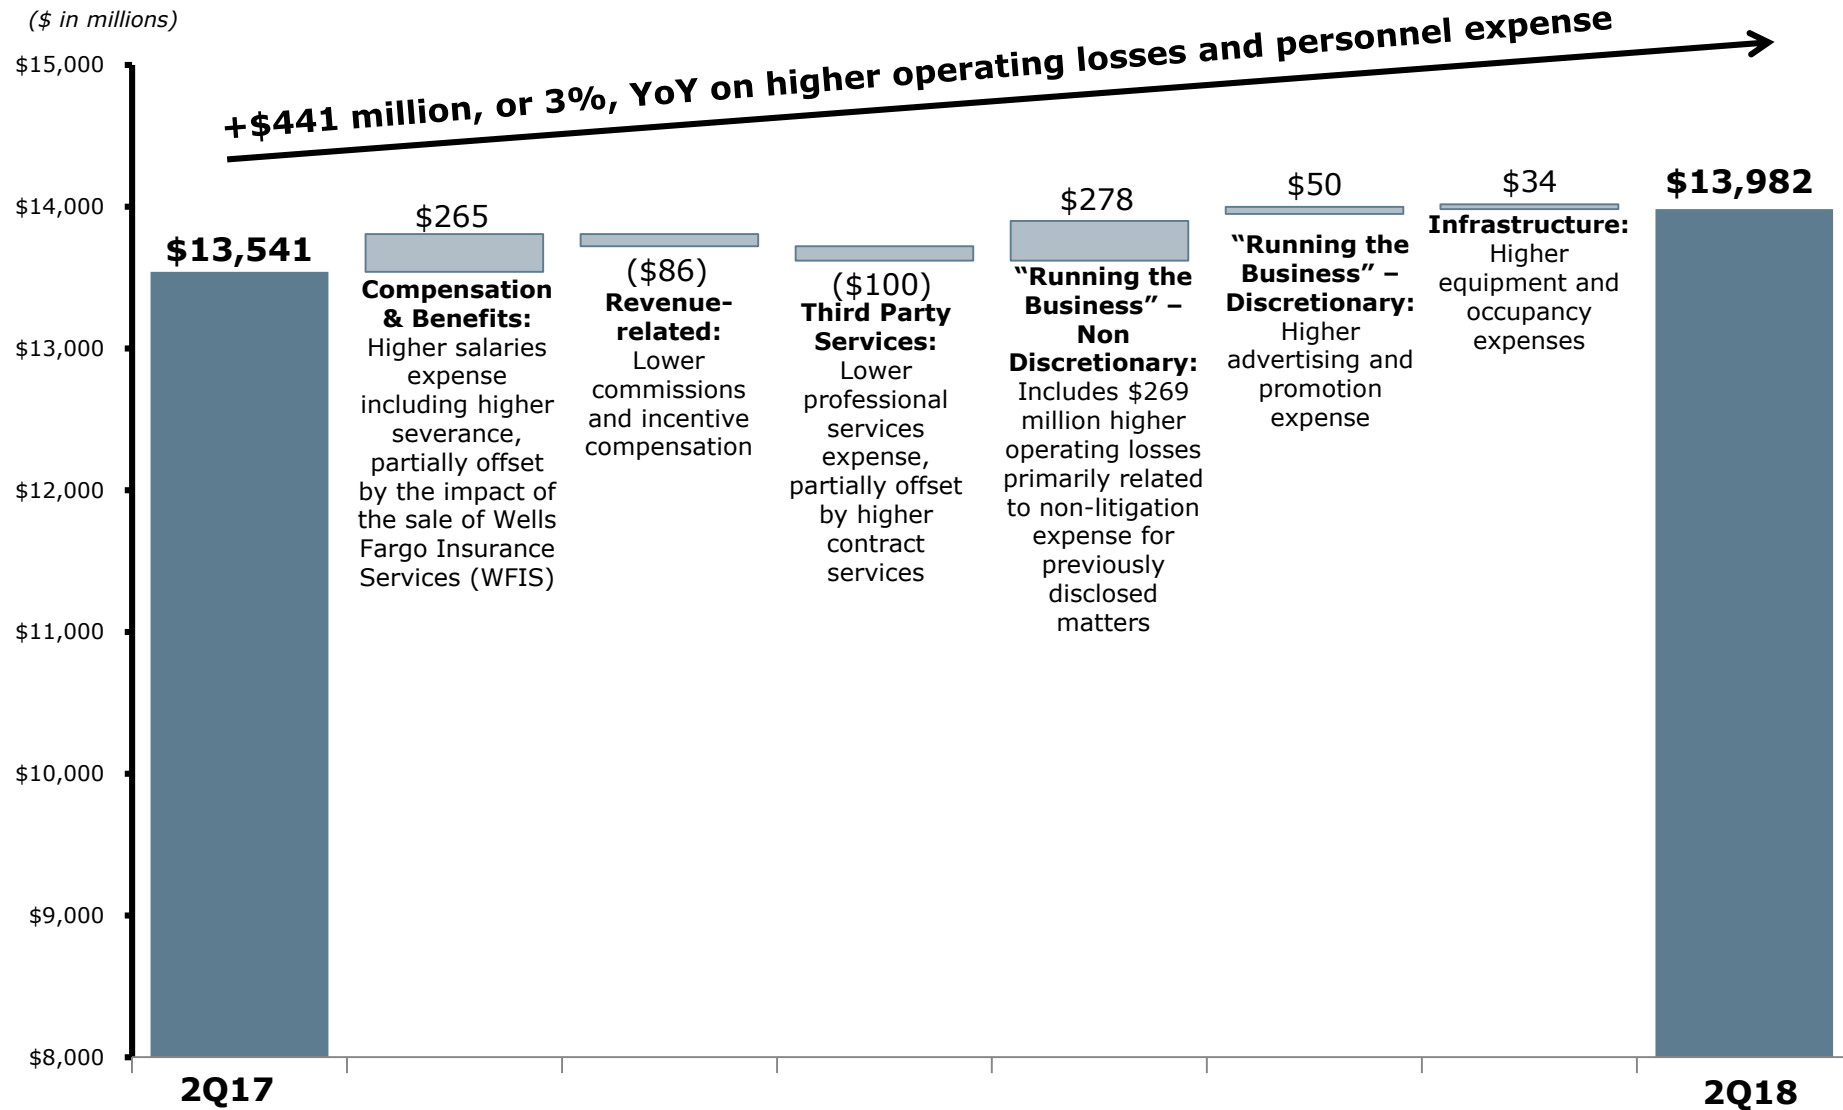 ($ in millions)
+$441 million, or 3%, YoY on higher operating losses and personnel expense
$15,000
$14,000
$13,000
$12,000
$11,000
$10,000
$9,000
$8,000
$13,541
2Q17
$265
Compensation
& Benefits:
Higher salaries
expense
including higher
severance,
partially offset
by the impact of
the sale of Wells
Fargo Insurance
Services (WFIS)
($86)
Revenue-
related:
Lower
commissions
and incentive
compensation
($100)
Third Party
Services:
Lower
professional
services
expense,
partially offset
by higher
contract
services
$278
“Running the
Business” –
Non
Discretionary:
Includes $269
million higher
operating losses
primarily related
to non-litigation
expense for
previously
disclosed
matters
$50
“Running the
Business” –
Discretionary:
Higher
advertising and
promotion
expense
$34
Infrastructure:
Higher
equipment and
occupancy
expenses
$13,982
2Q18